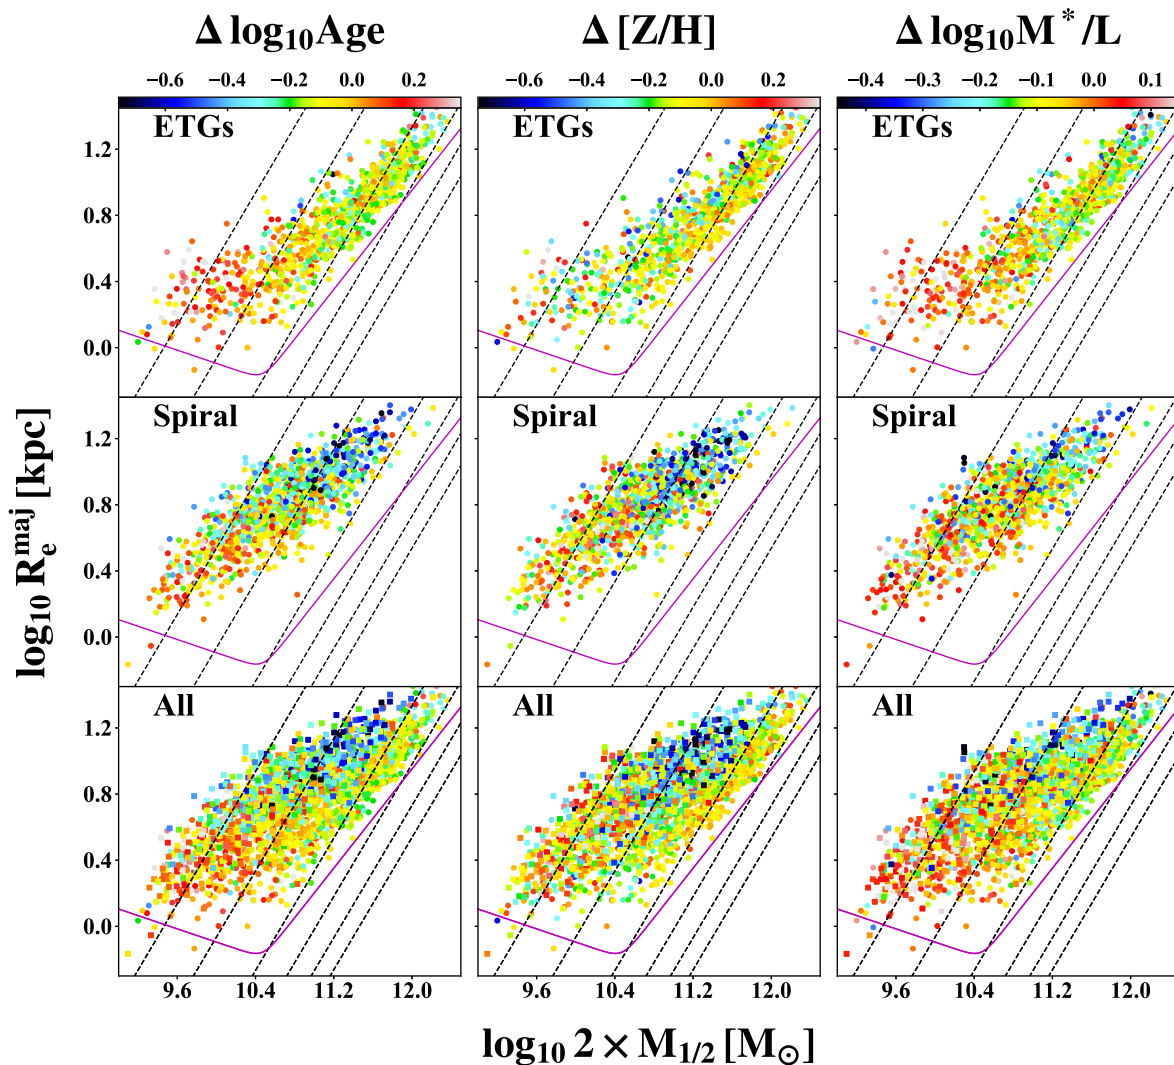 Δ log₁₀Age Δ [Z/H] Δ log₁₀M*/L
−0.6 −0.4 −0.2 0.0 0.2 −0.6 −0.4 −0.2 0.0 0.2 −0.4 −0.3 −0.2 −0.1 0.0 0.1
ETGs ETGs ETGs
1.2
0.8
0.4
0.0
Spiral Spiral Spiral
1.2
0.8
0.4
0.0
log₁₀ Rₑᵐᵃʲ [kpc]
All All All
1.2
0.8
0.4
0.0
9.6 10.4 11.2 12.0 9.6 10.4 11.2 12.0 9.6 10.4 11.2 12.0
log₁₀ 2 × M₁/₂ [M⊙]